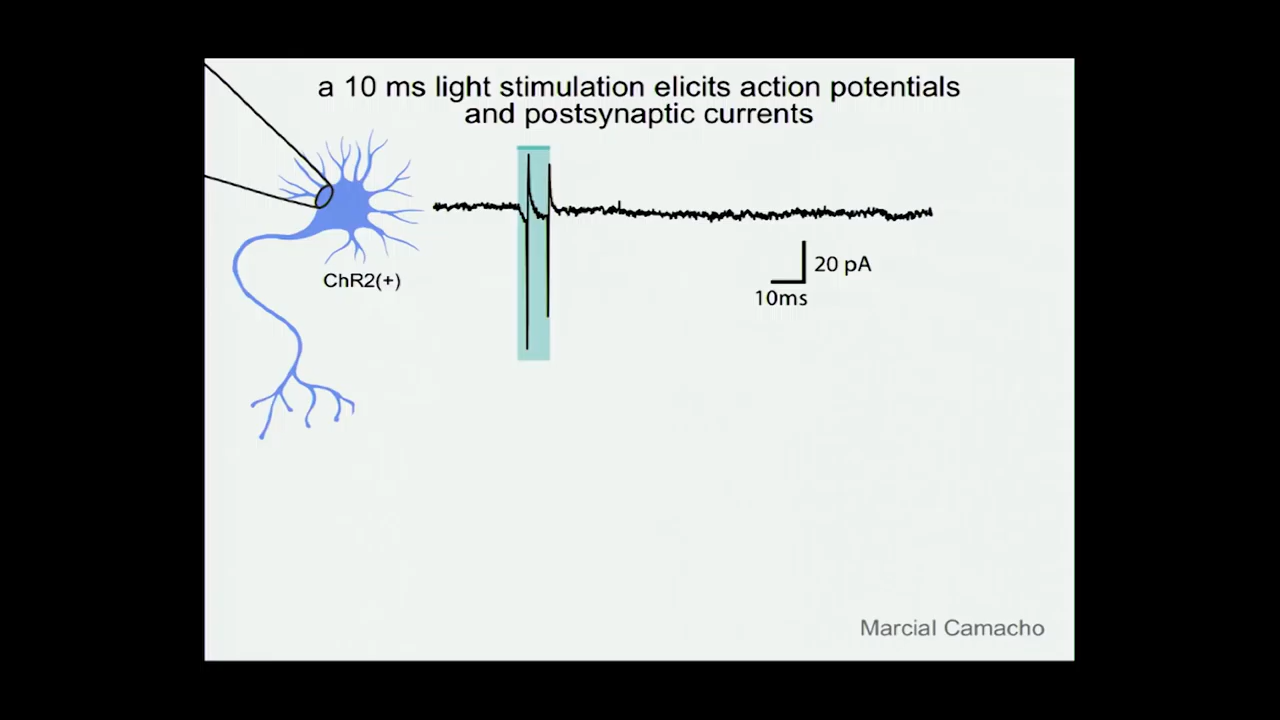 a 10 ms light stimulation elicits action potentials
and postsynaptic currents
ChR2(+)
20 pA
10ms
Marcial Camacho